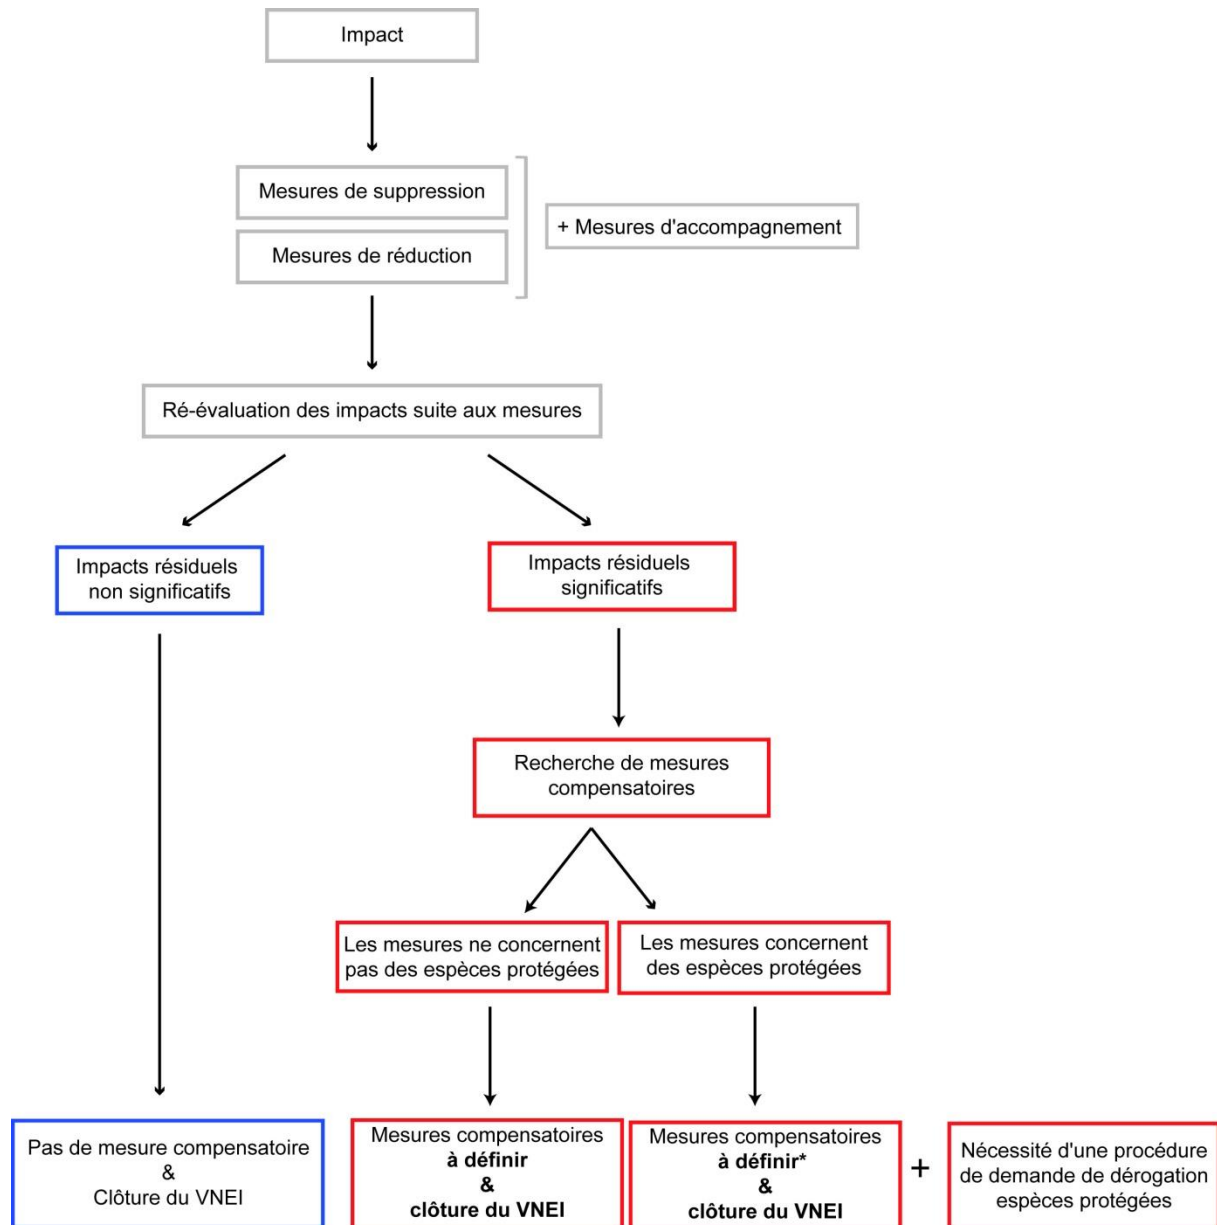 Impact
Mesures de suppression
Mesures de réduction
+ Mesures d'accompagnement
Ré-évaluation des impacts suite aux mesures
Impacts résiduels
non significatifs
Impacts résiduels
significatifs
Recherche de mesures
compensatoires
Les mesures ne concernent
pas des espèces protégées
Les mesures concernent
des espèces protégées
Pas de mesure compensatoire
&
Clôture du VNEI
Mesures compensatoires
à définir
&
clôture du VNEI
Mesures compensatoires
à définir*
&
clôture du VNEI
+
Nécessité d'une procédure
de demande de dérogation
espèces protégées